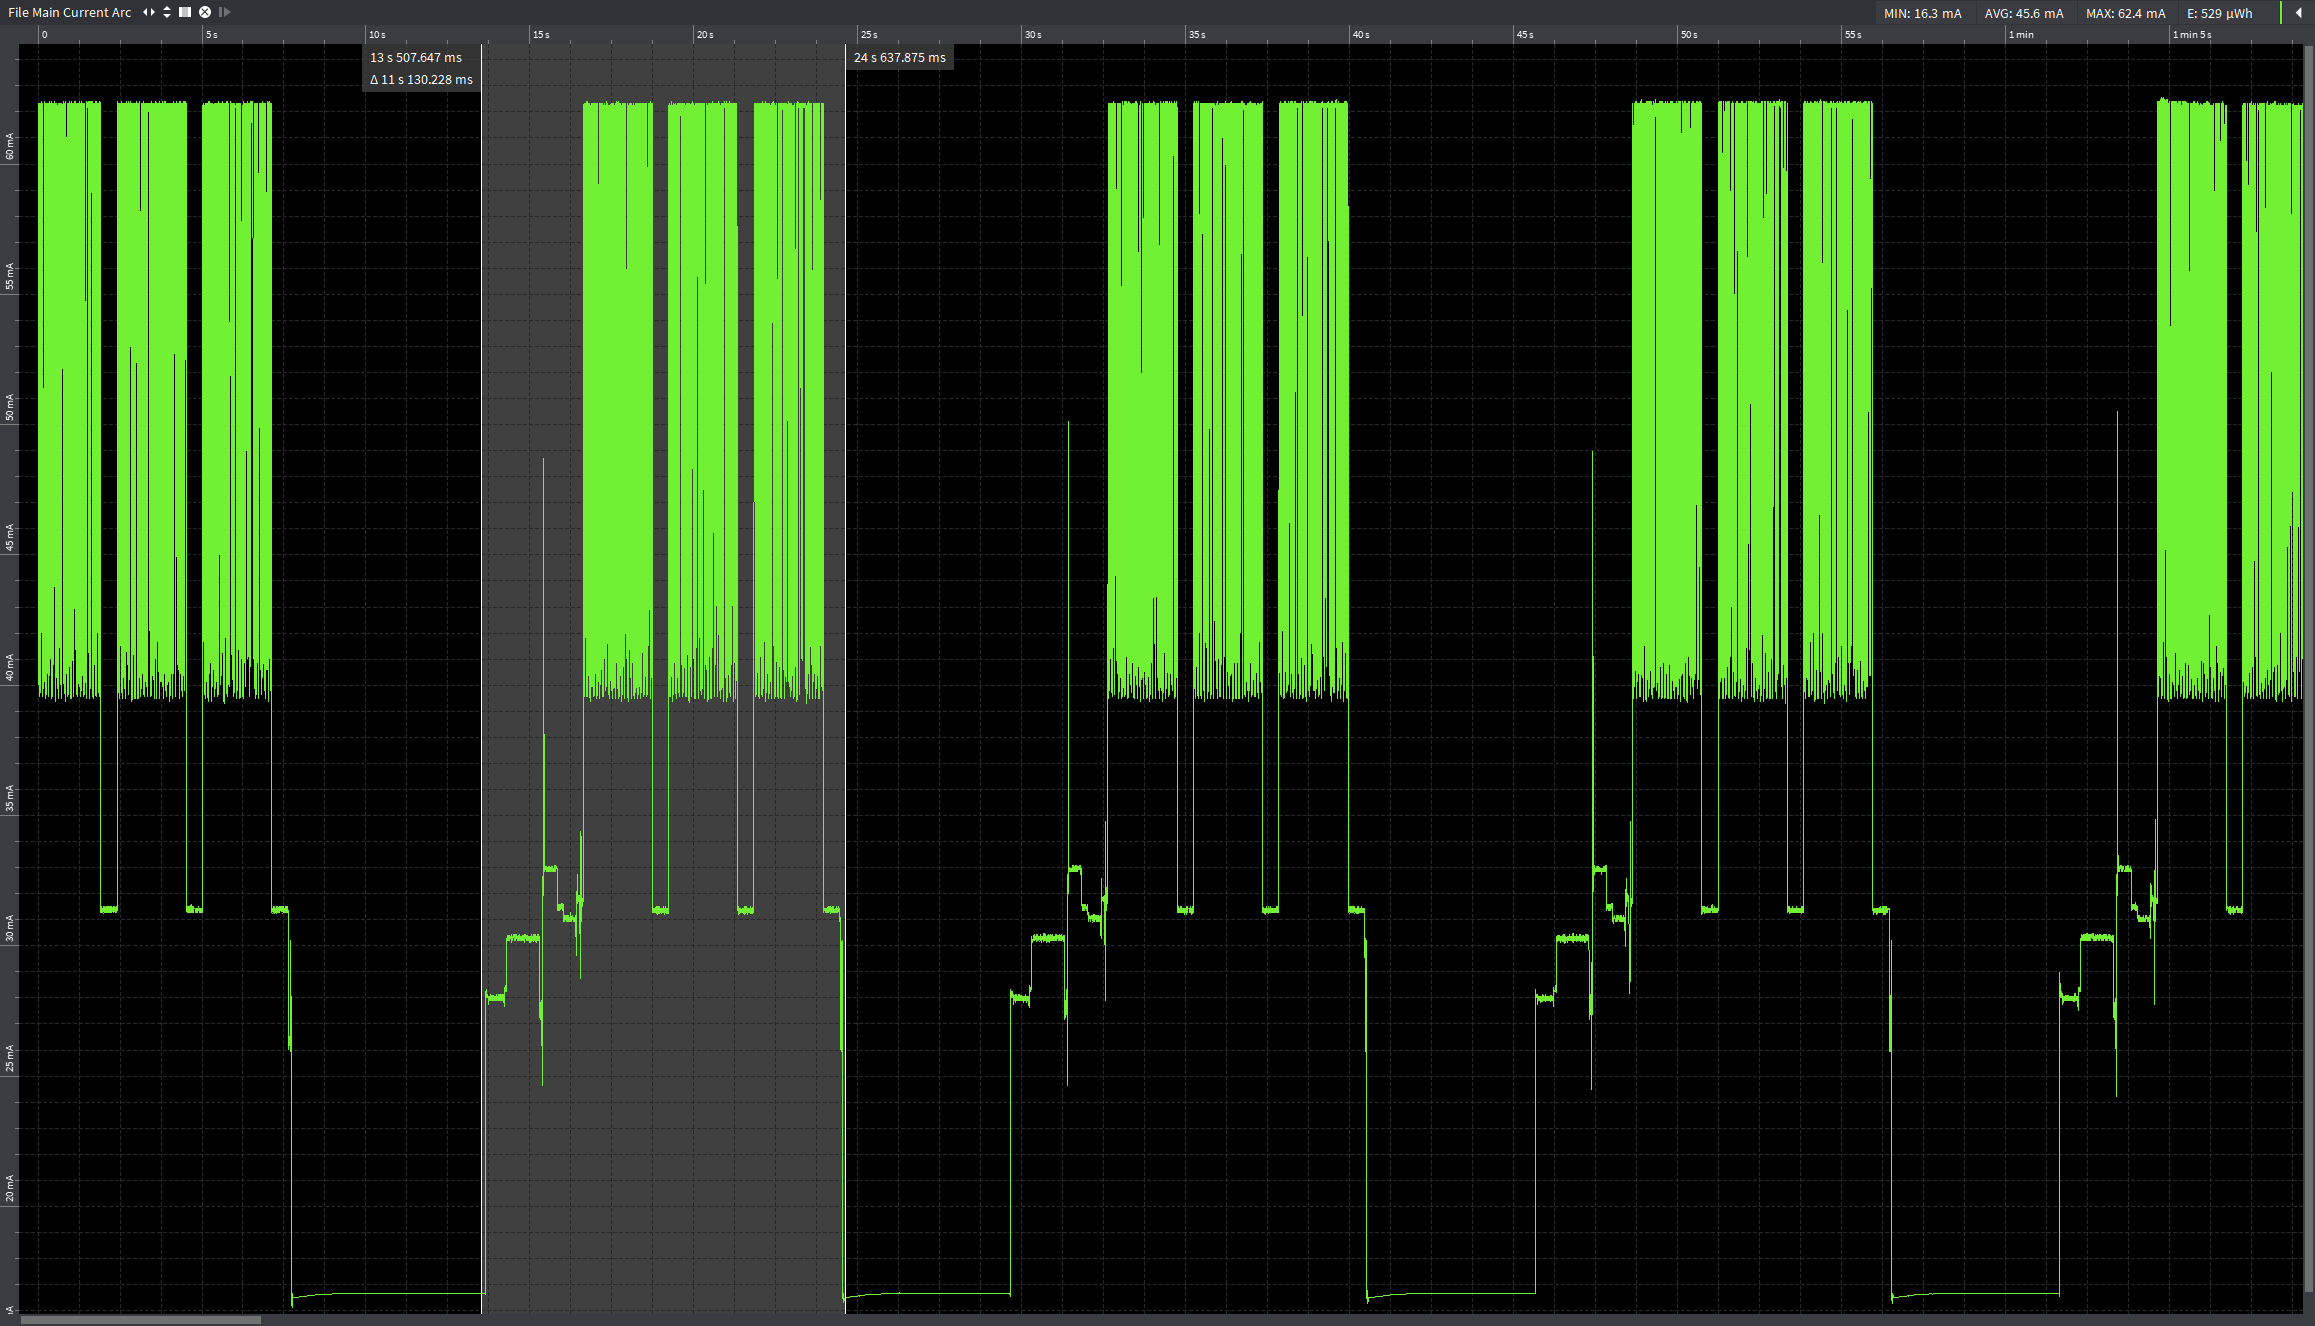 File Main Current Arc
MIN: 16.3 mA
AVG: 45.6 mA
MAX: 62.4 mA
E: 529 µWh
0
5 s
10 s
15 s
20 s
25 s
30 s
35 s
40 s
45 s
50 s
55 s
1 min
1 min 5 s
13 s 507.647 ms
Δ 11 s 130.228 ms
24 s 637.875 ms
60 mA
55 mA
50 mA
45 mA
40 mA
35 mA
30 mA
25 mA
20 mA